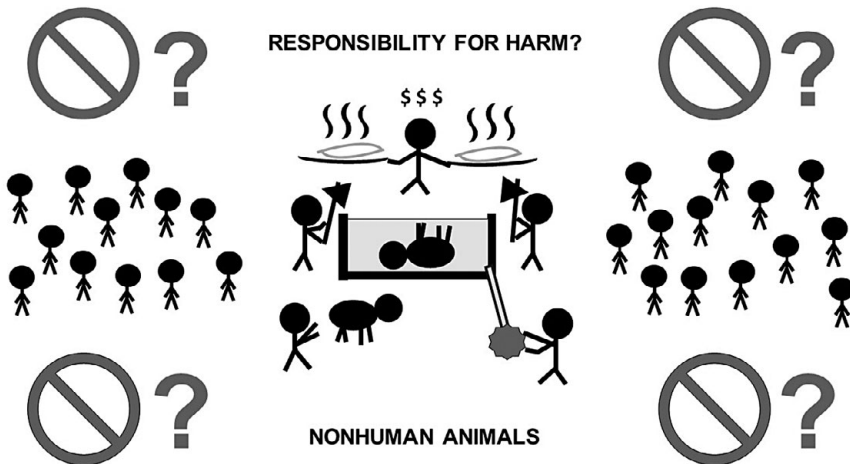 ? RESPONSIBILITY FOR HARM? ?
$ $ $
? NONHUMAN ANIMALS ?